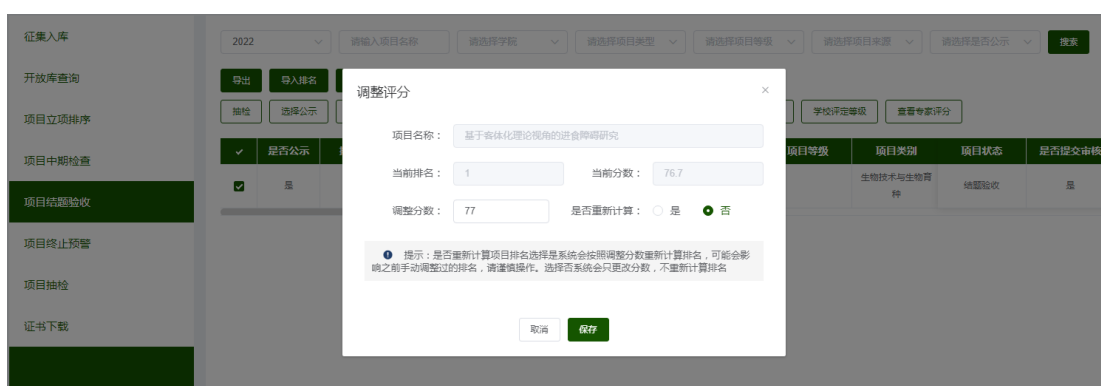 征集入库
开放库查询
项目立项排序
项目中期检查
项目结题验收
项目终止预警
项目抽检
证书下载
2022 请输入项目名称 请选择学院 请选择项目类型 请选择项目等级 请选择项目来源 请选择是否公示 搜索
导出 导入排名
抽检 选择公示 学校评定等级 查看专家评分
是否公示 项目等级 项目类别 项目状态 是否提交审核
是 生物技术与生物育 结题验收 是
种
调整评分
项目名称： 基于客体化理论视角的进食障碍研究
当前排名： 1 当前分数： 76.7
调整分数： 77 是否重新计算： 是 否
提示：是否重新计算项目排名选择是系统会按照调整分数重新计算排名，可能会影
响之前手动调整过的排名，请谨慎操作。选择否系统会只更改分数，不重新计算排名
取消 保存